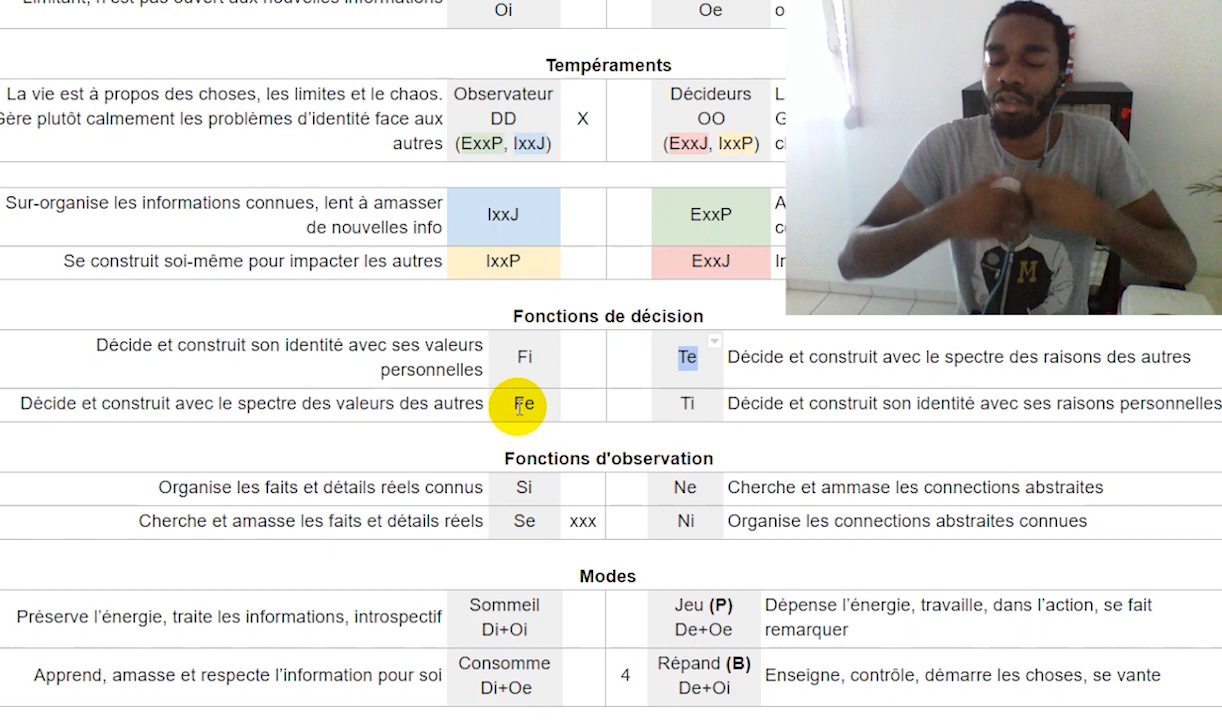 Limitant, n'est pas ouvert aux nouvelles informations
Oi Oe o
Tempéraments
La vie est à propos des choses, les limites et le chaos. Observateur Décideurs L
Gère plutôt calmement les problèmes d'identité face aux DD X OO G
autres (ExxP, IxxJ) (ExxJ, IxxP) c
Sur-organise les informations connues, lent à amasser A
IxxJ ExxP
de nouvelles info c
Se construit soi-même pour impacter les autres IxxP ExxJ Ir
Fonctions de décision
Décide et construit son identité avec ses valeurs
Fi Te Décide et construit avec le spectre des raisons des autres
personnelles
Décide et construit avec le spectre des valeurs des autres Fe Ti Décide et construit son identité avec ses raisons personnelles
Fonctions d'observation
Organise les faits et détails réels connus Si Ne Cherche et ammase les connections abstraites
Cherche et amasse les faits et détails réels Se xxx Ni Organise les connections abstraites connues
Modes
Sommeil Jeu (P) Dépense l'énergie, travaille, dans l'action, se fait
Préserve l'énergie, traite les informations, introspectif
Di+Oi De+Oe remarquer
Consomme Répand (B)
Apprend, amasse et respecte l'information pour soi 4 Enseigne, contrôle, démarre les choses, se vante
Di+Oe De+Oi
M